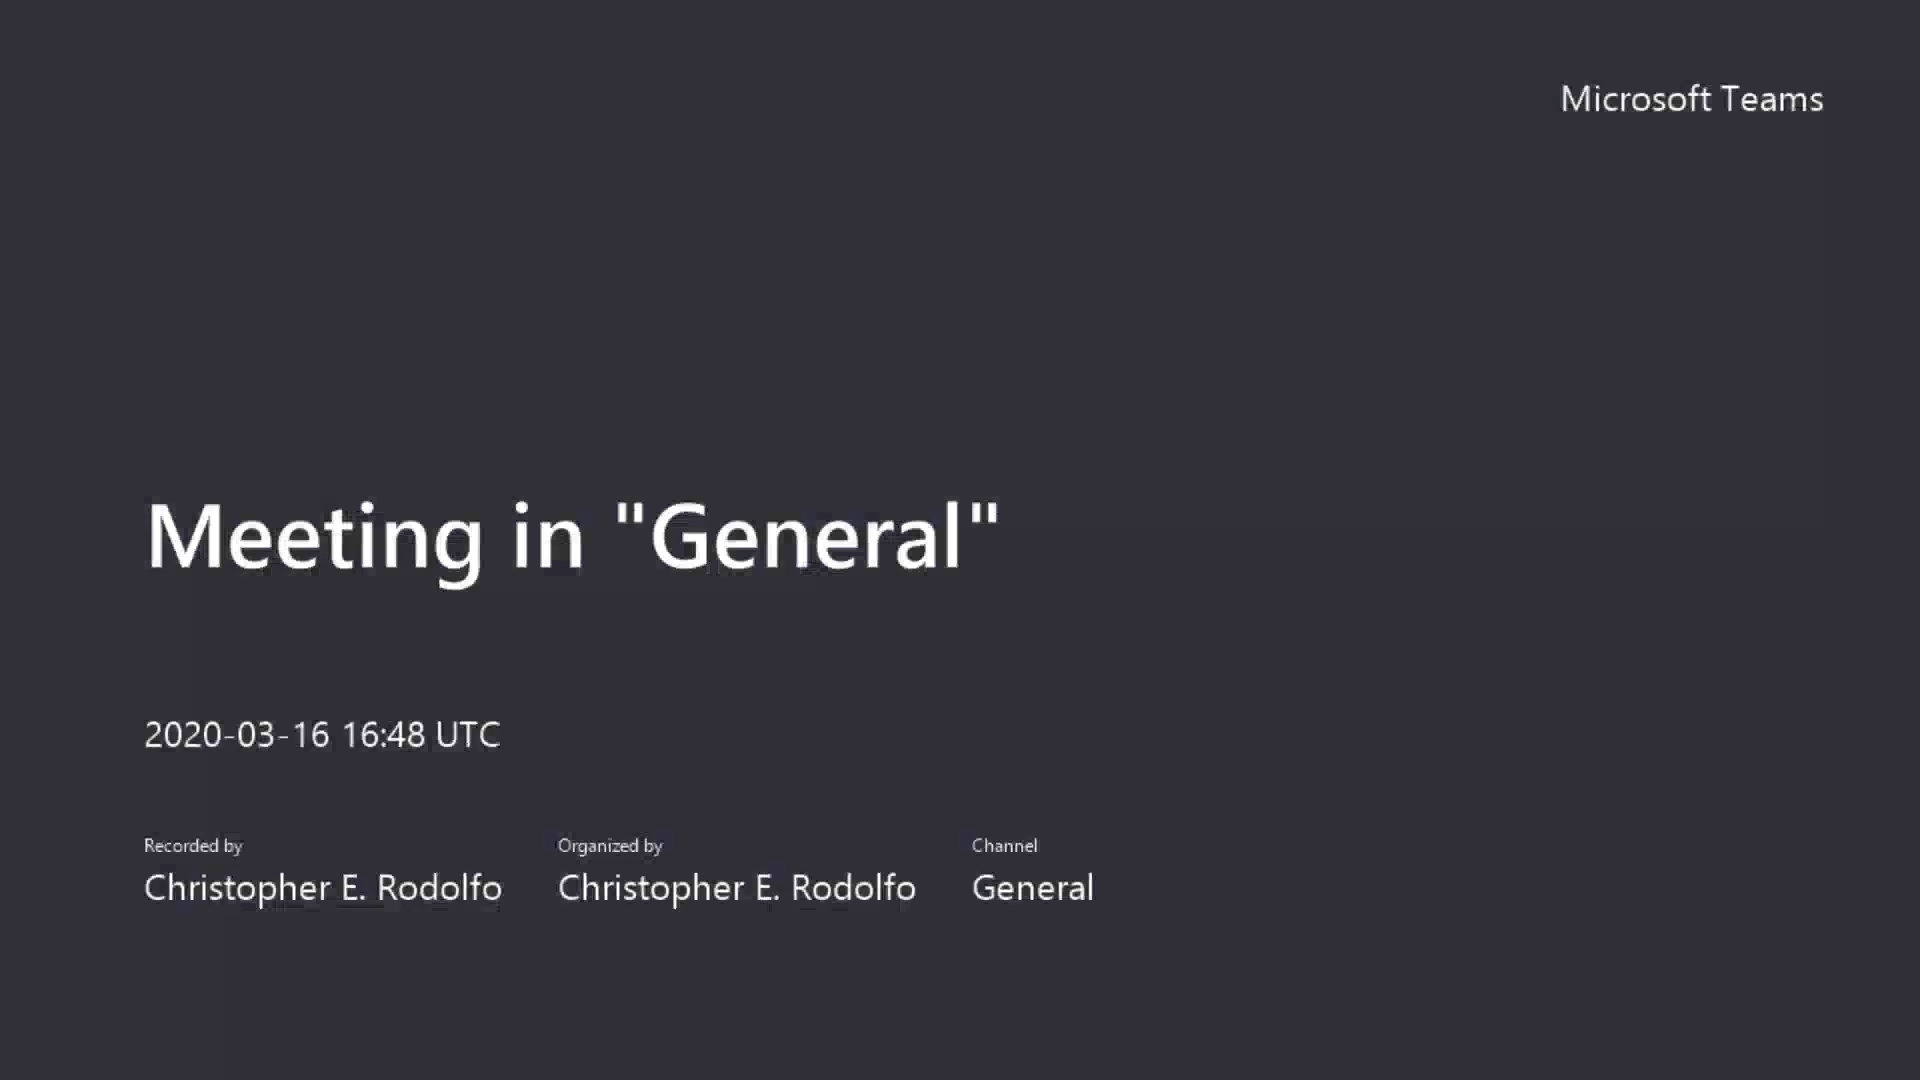 Microsoft Teams
Meeting in "General"
2020-03-16 16:48 UTC
Recorded by
Christopher E. Rodolfo
Organized by
Christopher E. Rodolfo
Channel
General